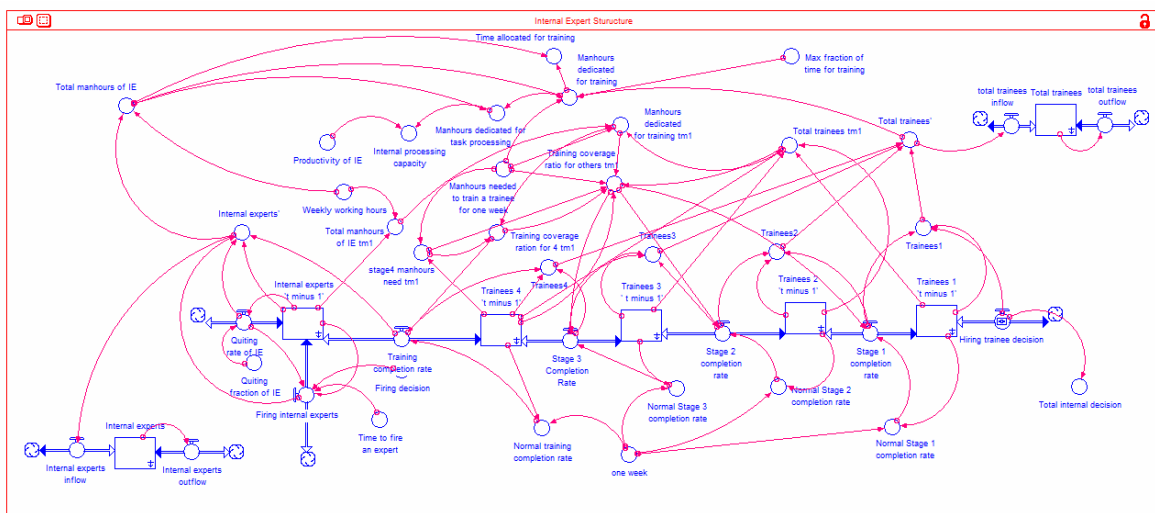 Internal Expert Sturucture
Time allocated for training
Manhours
dedicated
for training
Max fraction of
time for training
Total manhours of IE
total trainees
inflow
Total trainees
total trainees
outflow
Manhours dedicated for
task processing
Manhours
dedicated
for training tm1
Total trainees tm1
Total trainees'
Productivity of IE
Internal processing
capacity
Training coverage
ratio for others tm1
Manhours needed
to train a trainee
for one week
Weekly working hours
Internal experts'
Total manhours
of IE tm1
Training coverage
ration for 4 tm1
Trainees3
Trainees2
Trainees1
stage4 manhours
need tm1
Trainees4
Internal experts
't minus 1'
Trainees 4
't minus 1'
Trainees 3
' t minus 1'
Trainees 2
't minus 1'
Trainees 1
' t minus 1'
Quiting
rate of IE
Training
completion rate
Stage 3
Completion
Rate
Stage 2
completion rate
Stage 1
completion rate
Hiring trainee decision
Quiting
fraction of IE
Firing decision
Firing internal experts
Normal Stage 3
completion rate
Normal Stage 2
completion rate
Total internal decision
Time to fire
an expert
Normal training
completion rate
Normal Stage 1
completion rate
one week
Internal experts
Internal experts
inflow
Internal experts
outflow